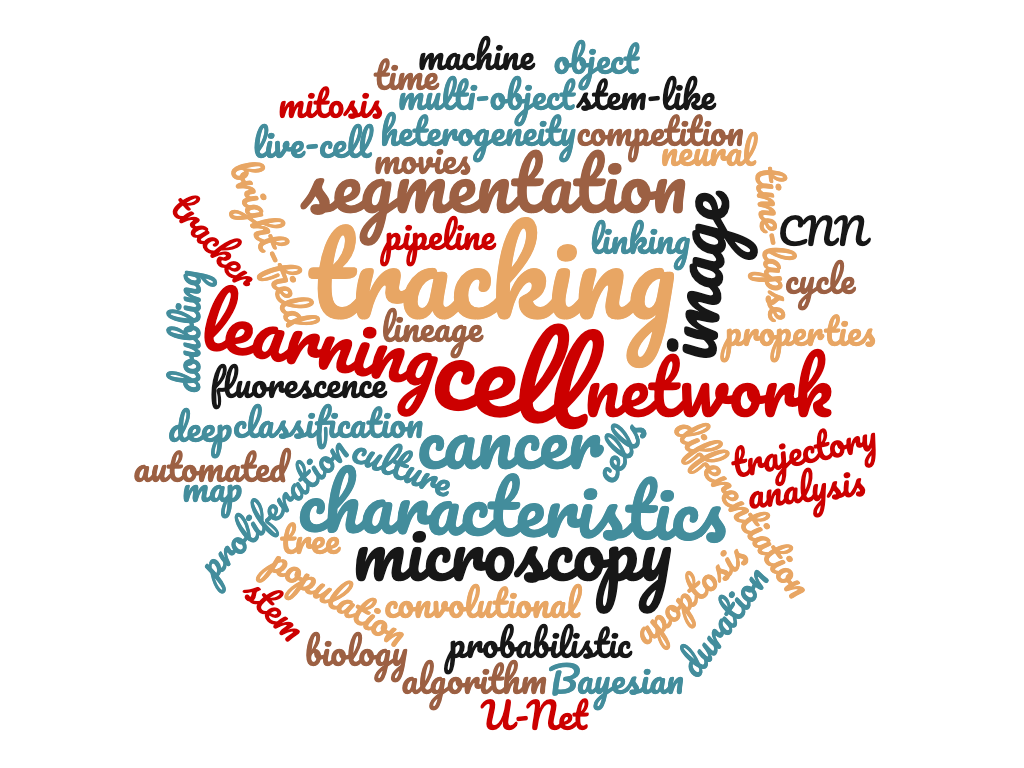 machine
object
time
multi-object
stem-like
mitosis
live-cell
heterogeneity
competition
movies
neural
segmentation
bright-field
time-lapse
tracker
pipeline
linking
image
CNN
tracking
cycle
doubling
learning
lineage
properties
fluorescence
cell
network
deep
classification
cancer
cells
differentiation
trajectory
automated
culture
analysis
map
proliferation
characteristics
tree
microscopy
population
stem
convolutional
apoptosis
duration
biology
probabilistic
algorithm
Bayesian
U-Net